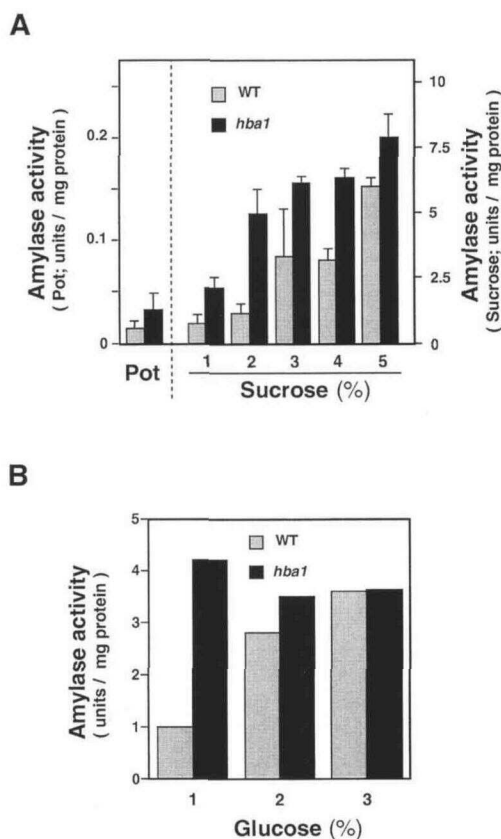 A
WT
hba1
Amylase activity
( Pot; units / mg protein )
0.2
0.1
0
10
7.5
5
2.5
0
Amylase activity
( Sucrose; units / mg protein )
Pot
1 2 3 4 5
Sucrose (%)
B
WT
hba1
Amylase activity
( units / mg protein )
5
4
3
2
1
0
1 2 3
Glucose (%)